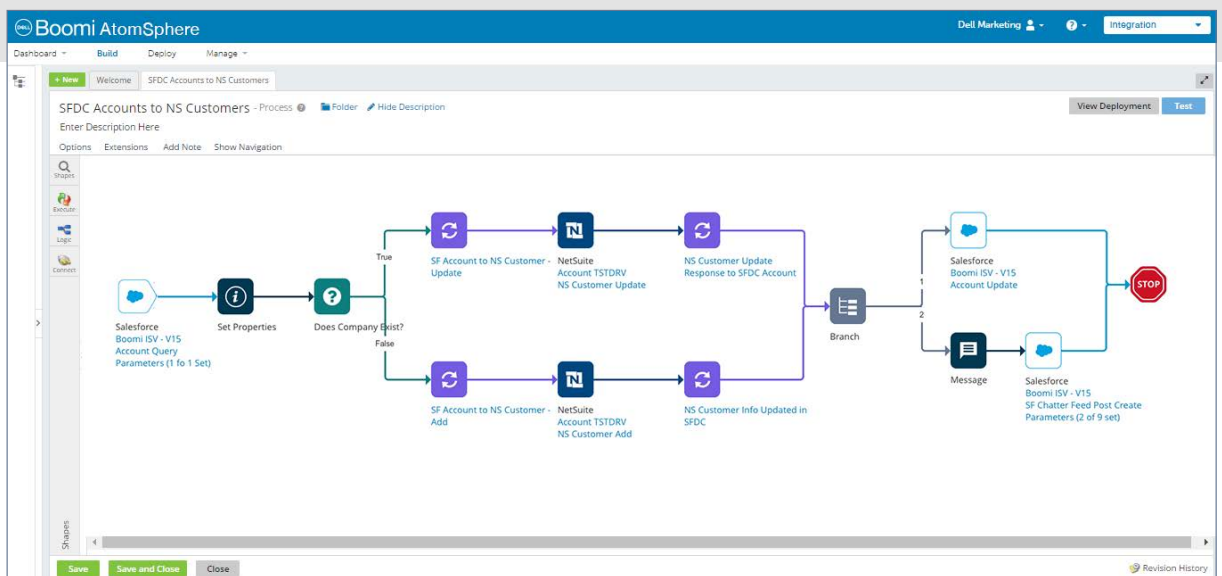 DELL Boomi AtomSphere
Dell Marketing
?
Integration
Dashboard
Build
Deploy
Manage
+ New
Welcome
SFDC Accounts to NS Customers
SFDC Accounts to NS Customers - Process ? Folder Hide Description
View Deployment
Test
Enter Description Here
Options Extensions Add Note Show Navigation
Shapes
Execute
Logic
Connect
Salesforce
Boomi ISV - V15
Account Query
Parameters (1 fo 1 Set)
i
Set Properties
?
Does Company Exist?
True
False
SF Account to NS Customer -
Update
N
NetSuite
Account TSTDRV
NS Customer Update
NS Customer Update
Response to SFDC Account
SF Account to NS Customer -
Add
N
NetSuite
Account TSTDRV
NS Customer Add
NS Customer Info Updated in
SFDC
Branch
1
2
Salesforce
Boomi ISV - V15
Account Update
Message
Salesforce
Boomi ISV - V15
SF Chatter Feed Post Create
Parameters (2 of 9 set)
STOP
Shapes
Save
Save and Close
Close
Revision History